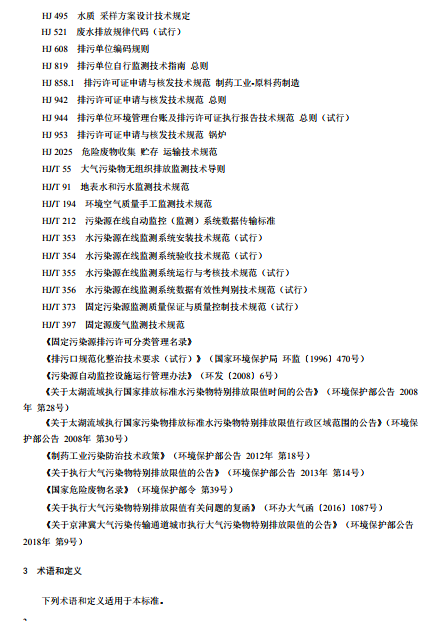 HJ 495 水质 采样方案设计技术规定
HJ 521 废水排放规律代码（试行）
HJ 608 排污单位编码规则
HJ 819 排污单位自行监测技术指南 总则
HJ 858.1 排污许可证申请与核发技术规范 制药工业-原料药制造
HJ 942 排污许可证申请与核发技术规范 总则
HJ 944 排污单位环境管理台账及排污许可证执行报告技术规范 总则（试行）
HJ 953 排污许可证申请与核发技术规范 锅炉
HJ 2025 危险废物收集 贮存 运输技术规范
HJ/T 55 大气污染物无组织排放监测技术导则
HJ/T 91 地表水和污水监测技术规范
HJ/T 194 环境空气质量手工监测技术规范
HJ/T 212 污染源在线自动监控（监测）系统数据传输标准
HJ/T 353 水污染源在线监测系统安装技术规范（试行）
HJ/T 354 水污染源在线监测系统验收技术规范（试行）
HJ/T 355 水污染源在线监测系统运行与考核技术规范（试行）
HJ/T 356 水污染源在线监测系统数据有效性判别技术规范（试行）
HJ/T 373 固定污染源监测质量保证与质量控制技术规范（试行）
HJ/T 397 固定源废气监测技术规范
《固定污染源排污许可分类管理名录》
《排污口规范化整治技术要求（试行）》（国家环境保护局 环监〔1996〕470号）
《污染源自动监控设施运行管理办法》（环发〔2008〕6号）
《关于太湖流域执行国家排放标准水污染物特别排放限值时间的公告》（环境保护部公告 2008
年 第28号）
《关于太湖流域执行国家污染物排放标准水污染物特别排放限值行政区域范围的公告》（环境保
护部公告 2008年 第30号）
《制药工业污染防治技术政策》（环境保护部公告 2012年 第18号）
《关于执行大气污染物特别排放限值的公告》（环境保护部公告 2013年 第14号）
《国家危险废物名录》（环境保护部令 第39号）
《关于执行大气污染物特别排放限值有关问题的复函》（环办大气函〔2016〕1087号）
《关于京津冀大气污染传输通道城市执行大气污染物特别排放限值的公告》（环境保护部公告
2018年 第9号）
3 术语和定义
下列术语和定义适用于本标准。